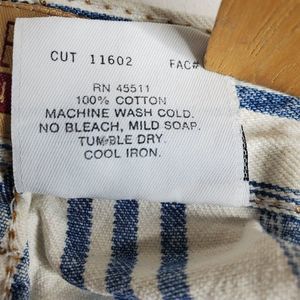 CUT 11602 FAC#
RN 45511
100% COTTON
MACHINE WASH COLD.
NO BLEACH, MILD SOAP.
TUMBLE DRY.
COOL IRON.